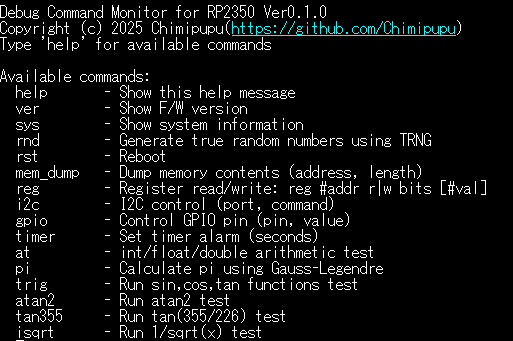 Debug Command Monitor for RP2350 Ver0.1.0
Copyright (c) 2025 Chimipupu(https://github.com/Chimipupu)
Type 'help' for available commands
Available commands:
help - Show this help message
ver - Show F/W version
sys - Show system information
rnd - Generate true random numbers using TRNG
rst - Reboot
mem_dump - Dump memory contents (address, length)
reg - Register read/write: reg #addr r|w bits [#val]
i2c - I2C control (port, command)
gpio - Control GPIO pin (pin, value)
timer - Set timer alarm (seconds)
at - int/float/double arithmetic test
pi - Calculate pi using Gauss-Legendre
trig - Run sin,cos,tan functions test
atan2 - Run atan2 test
tan355 - Run tan(355/226) test
isqrt - Run 1/sqrt(x) test